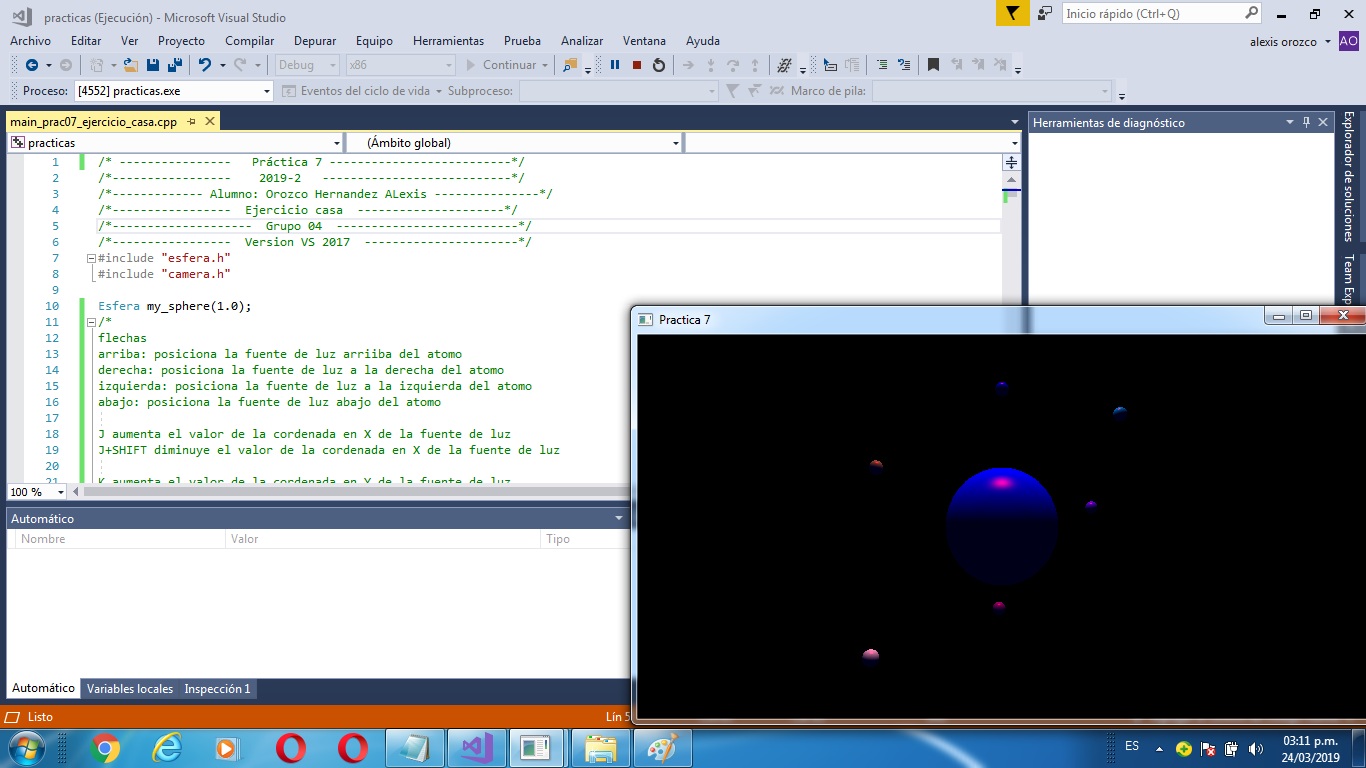 practicas (Ejecución) - Microsoft Visual Studio
Inicio rápido (Ctrl+Q)
Archivo Editar Ver Proyecto Compilar Depurar Equipo Herramientas Prueba Analizar Ventana Ayuda
alexis orozco AO
Debug x86 Continuar
Proceso: [4552] practicas.exe Eventos del ciclo de vida Subproceso: Marco de pila:
main_prac07_ejercicio_casa.cpp
practicas (Ámbito global)
1 /* ---------------- Práctica 7 --------------------------*/
2 /*----------------- 2019-2 ---------------------------*/
3 /*------------- Alumno: Orozco Hernandez ALexis ---------------*/
4 /*----------------- Ejercicio casa ---------------------*/
5 /*-------------------- Grupo 04 --------------------------*/
6 /*----------------- Version VS 2017 ----------------------*/
7 #include "esfera.h"
8 #include "camera.h"
9
10 Esfera my_sphere(1.0);
11 /*
12 flechas
13 arriba: posiciona la fuente de luz arriiba del atomo
14 derecha: posiciona la fuente de luz a la derecha del atomo
15 izquierda: posiciona la fuente de luz a la izquierda del atomo
16 abajo: posiciona la fuente de luz abajo del atomo
17
18 J aumenta el valor de la cordenada en X de la fuente de luz
19 J+SHIFT diminuye el valor de la cordenada en X de la fuente de luz
20
21 K aumenta el valor de la cordenada en Y de la fuente de luz
100 %
Herramientas de diagnóstico
Explorador de soluciones
Team Exp
Practica 7
Automático
Nombre Valor Tipo
Automático Variables locales Inspección 1
Listo Lín 5
ES 03:11 p.m.
24/03/2019